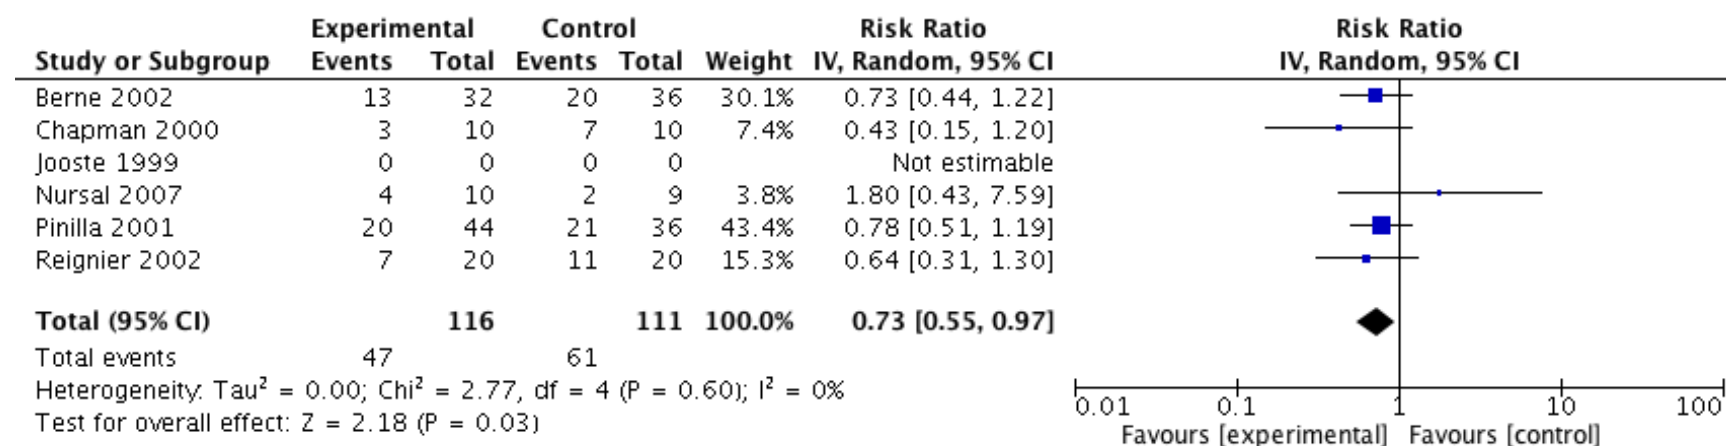 Experimental Control Risk Ratio Risk Ratio
Study or Subgroup Events Total Events Total Weight IV, Random, 95% CI IV, Random, 95% CI
Berne 2002 13 32 20 36 30.1% 0.73 [0.44, 1.22]
Chapman 2000 3 10 7 10 7.4% 0.43 [0.15, 1.20]
Jooste 1999 0 0 0 0 Not estimable
Nursal 2007 4 10 2 9 3.8% 1.80 [0.43, 7.59]
Pinilla 2001 20 44 21 36 43.4% 0.78 [0.51, 1.19]
Reignier 2002 7 20 11 20 15.3% 0.64 [0.31, 1.30]
Total (95% CI) 116 111 100.0% 0.73 [0.55, 0.97]
Total events 47 61
Heterogeneity: Tau² = 0.00; Chi² = 2.77, df = 4 (P = 0.60); I² = 0%
Test for overall effect: Z = 2.18 (P = 0.03)
0.01 0.1 1 10 100
Favours [experimental] Favours [control]